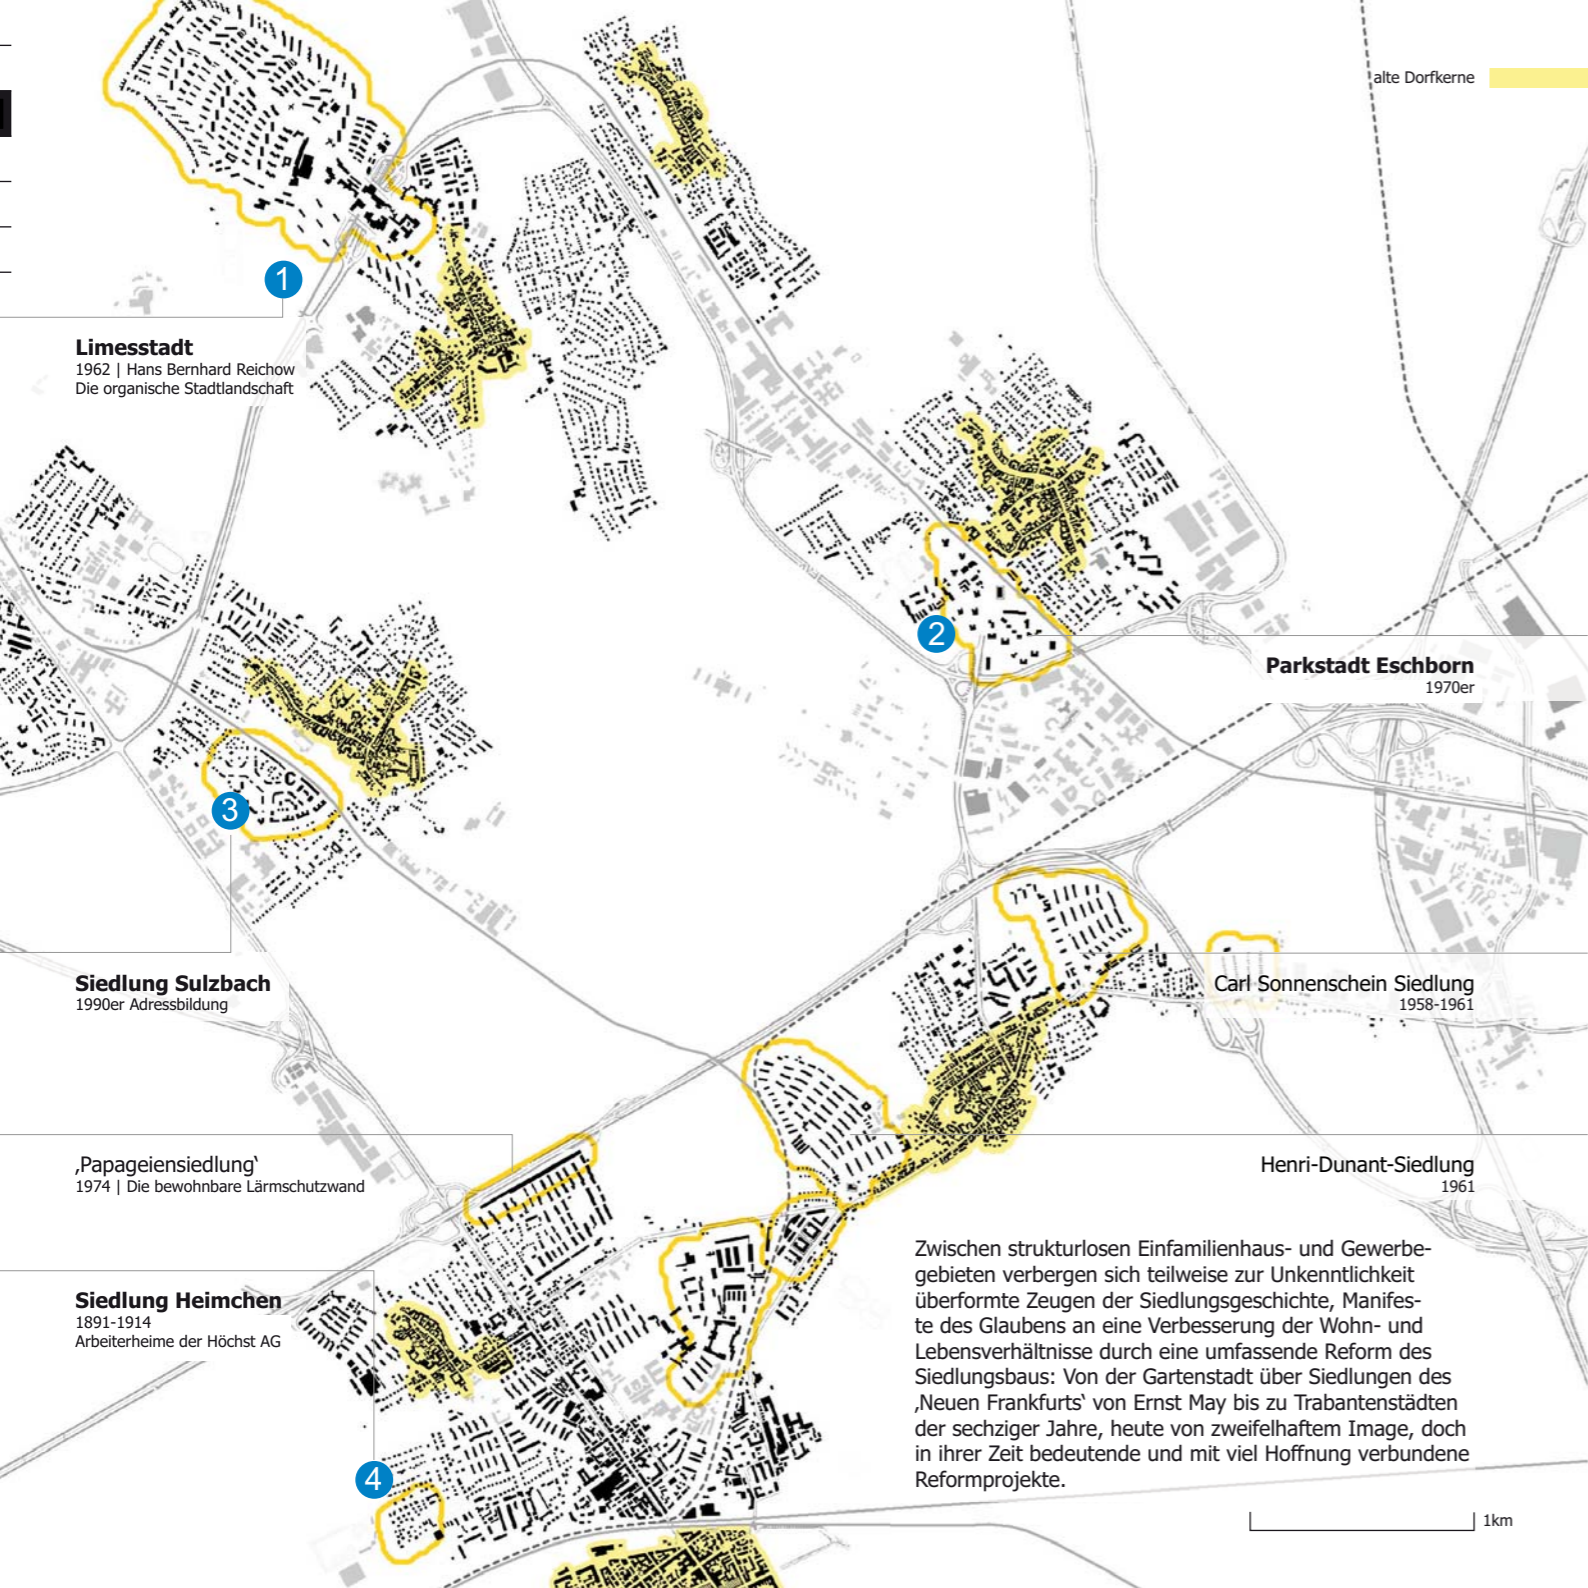 alte Dorfkerne
1
Limesstadt
1962 | Hans Bernhard Reichow
Die organische Stadtlandschaft
2
Parkstadt Eschborn
1970er
3
Siedlung Sulzbach
1990er Adressbildung
Carl Sonnenschein Siedlung
1958-1961
‚Papageiensiedlung‘
1974 | Die bewohnbare Lärmschutzwand
Henri-Dunant-Siedlung
1961
Siedlung Heimchen
1891-1914
Arbeiterheime der Höchst AG
4
Zwischen strukturlosen Einfamilienhaus- und Gewerbe-
gebieten verbergen sich teilweise zur Unkenntlichkeit
überformte Zeugen der Siedlungsgeschichte, Manifes-
te des Glaubens an eine Verbesserung der Wohn- und
Lebensverhältnisse durch eine umfassende Reform des
Siedlungsbaus: Von der Gartenstadt über Siedlungen des
‚Neuen Frankfurts‘ von Ernst May bis zu Trabantenstädten
der sechziger Jahre, heute von zweifelhaftem Image, doch
in ihrer Zeit bedeutende und mit viel Hoffnung verbundene
Reformprojekte.
1km